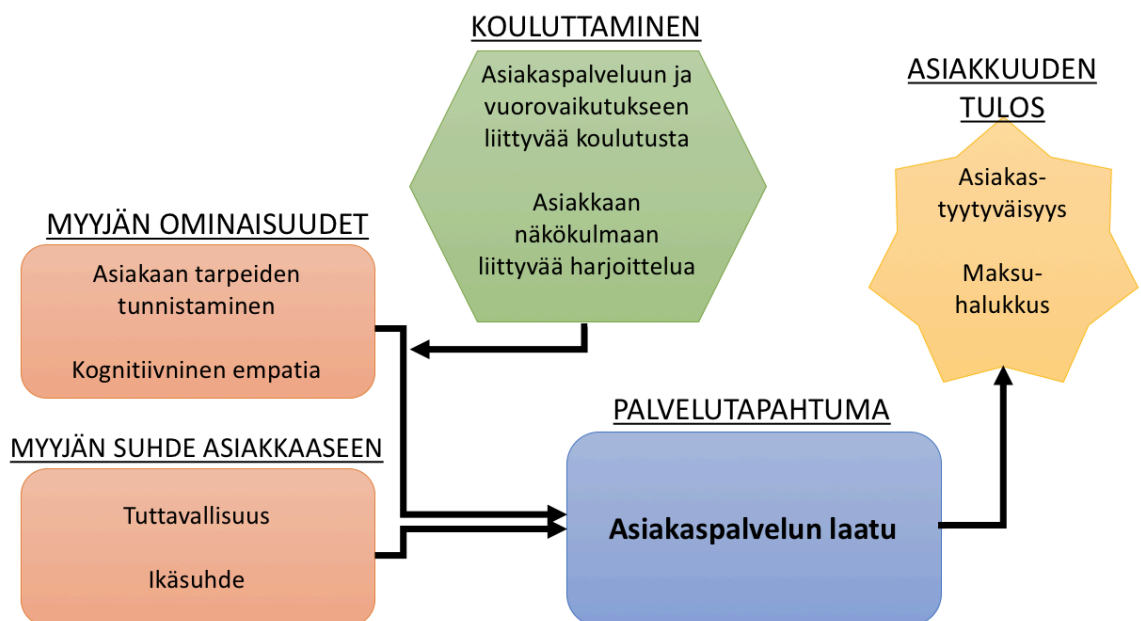 KOULUTTAMINEN
Asiakaspalveluun ja
vuorovaikutukseen
liittyvää koulutusta
Asiakkaan
näkökulmaan
liittyvää harjoittelua
ASIAKKUUDEN
TULOS
Asiakas-
tyytyväisyys
Maksu-
halukkus
MYYJÄN OMINAISUUDET
Asiakaan tarpeiden
tunnistaminen
Kognitiivninen empatia
MYYJÄN SUHDE ASIAKKAASEEN
Tuttavallisuus
Ikäsuhde
PALVELUTAPAHTUMA
Asiakaspalvelun laatu